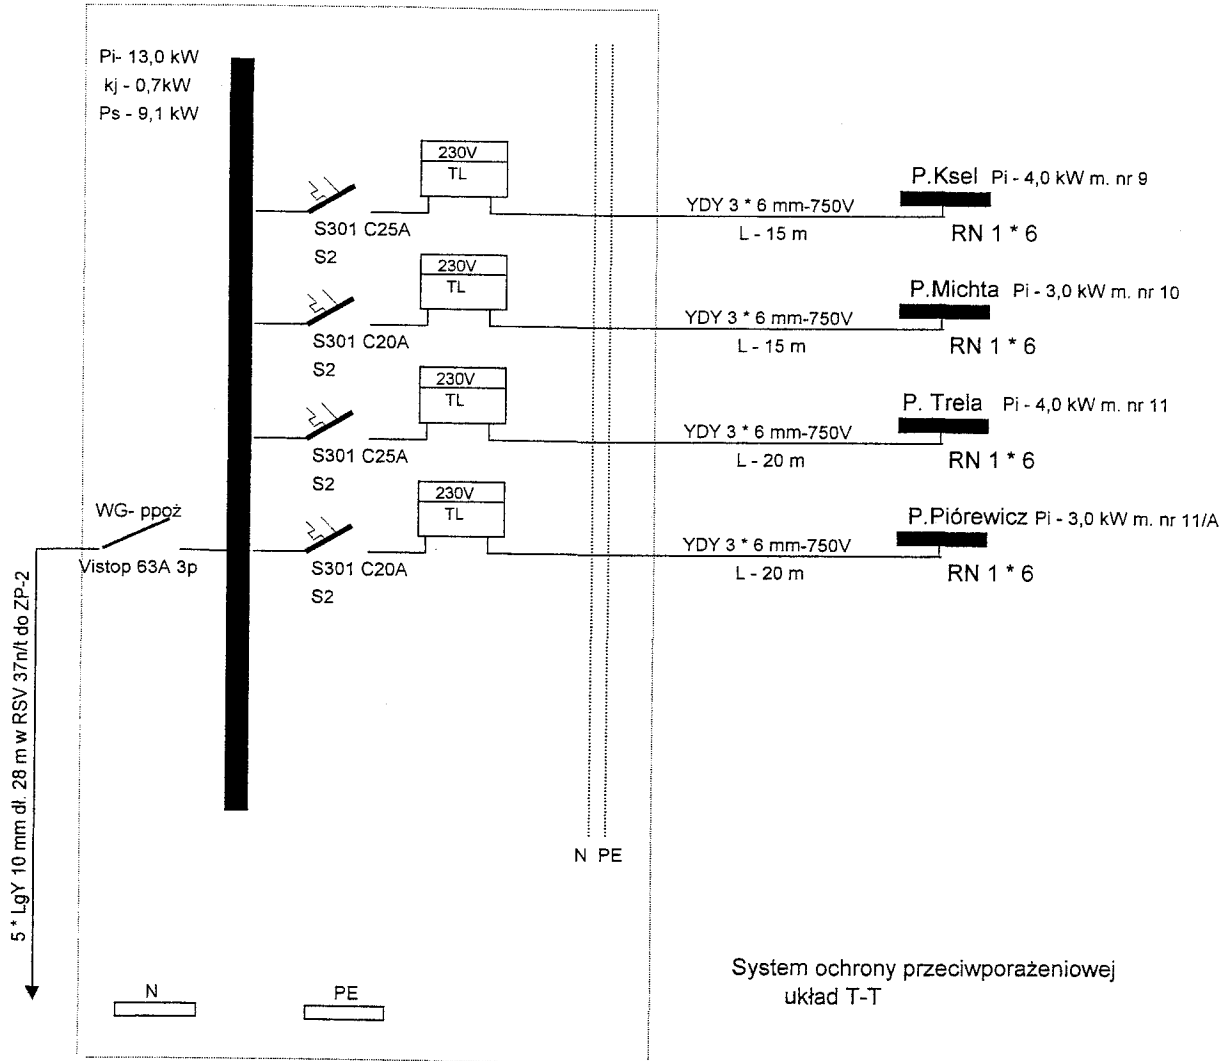 Pi- 13,0 kW
kj - 0,7kW
Ps - 9,1 kW
230V
TL
S301 C25A
S2
YDY 3 * 6 mm-750V
L - 15 m
P.Ksel Pi - 4,0 kW m. nr 9
RN 1 * 6
230V
TL
S301 C20A
S2
YDY 3 * 6 mm-750V
L - 15 m
P.Michta Pi - 3,0 kW m. nr 10
RN 1 * 6
230V
TL
S301 C25A
S2
YDY 3 * 6 mm-750V
L - 20 m
P. Trela Pi - 4,0 kW m. nr 11
RN 1 * 6
230V
TL
S301 C20A
S2
YDY 3 * 6 mm-750V
L - 20 m
P.Piórewicz Pi - 3,0 kW m. nr 11/A
RN 1 * 6
WG- ppoż
Vistop 63A 3p
5 * LgY 10 mm dł. 28 m w RSV 37n/t do ZP-2
N PE
N
PE
System ochrony przeciwporażeniowej
układ T-T